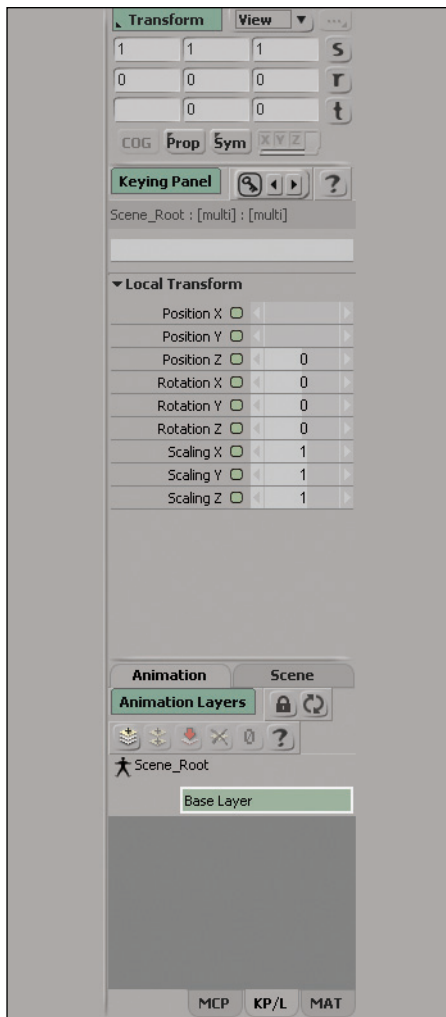 Transform View
1 1 1 s
0 0 0 r
0 0 t
COG Prop Sym X Y Z
Keying Panel ?
Scene_Root : [multi] : [multi]
Local Transform
Position X
Position Y
Position Z 0
Rotation X 0
Rotation Y 0
Rotation Z 0
Scaling X 1
Scaling Y 1
Scaling Z 1
Animation Scene
Animation Layers
0 ?
Scene_Root
Base Layer
MCP KP/L MAT